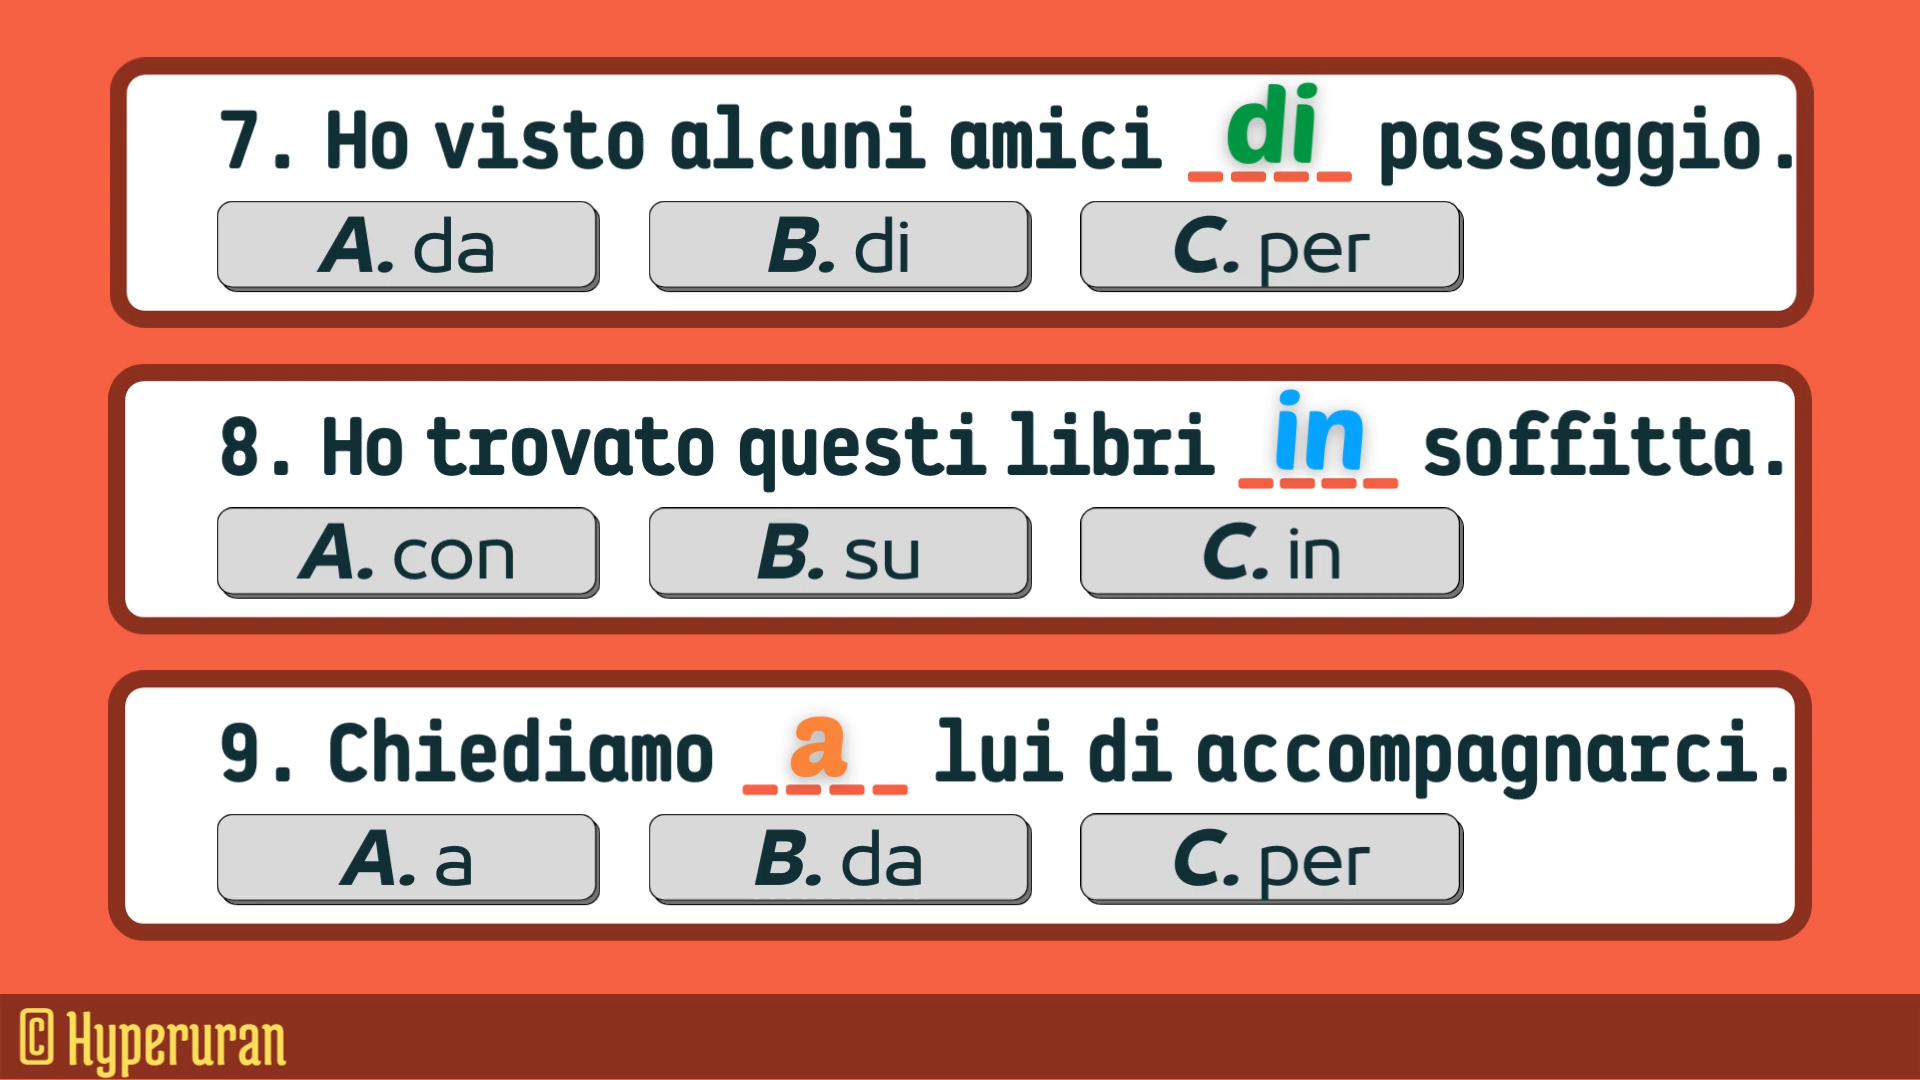 7. Ho visto alcuni amici di passaggio.
A. da B. di C. per
8. Ho trovato questi libri in soffitta.
A. con B. su C. in
9. Chiediamo a lui di accompagnarci.
A. a B. da C. per
© Hyperuran